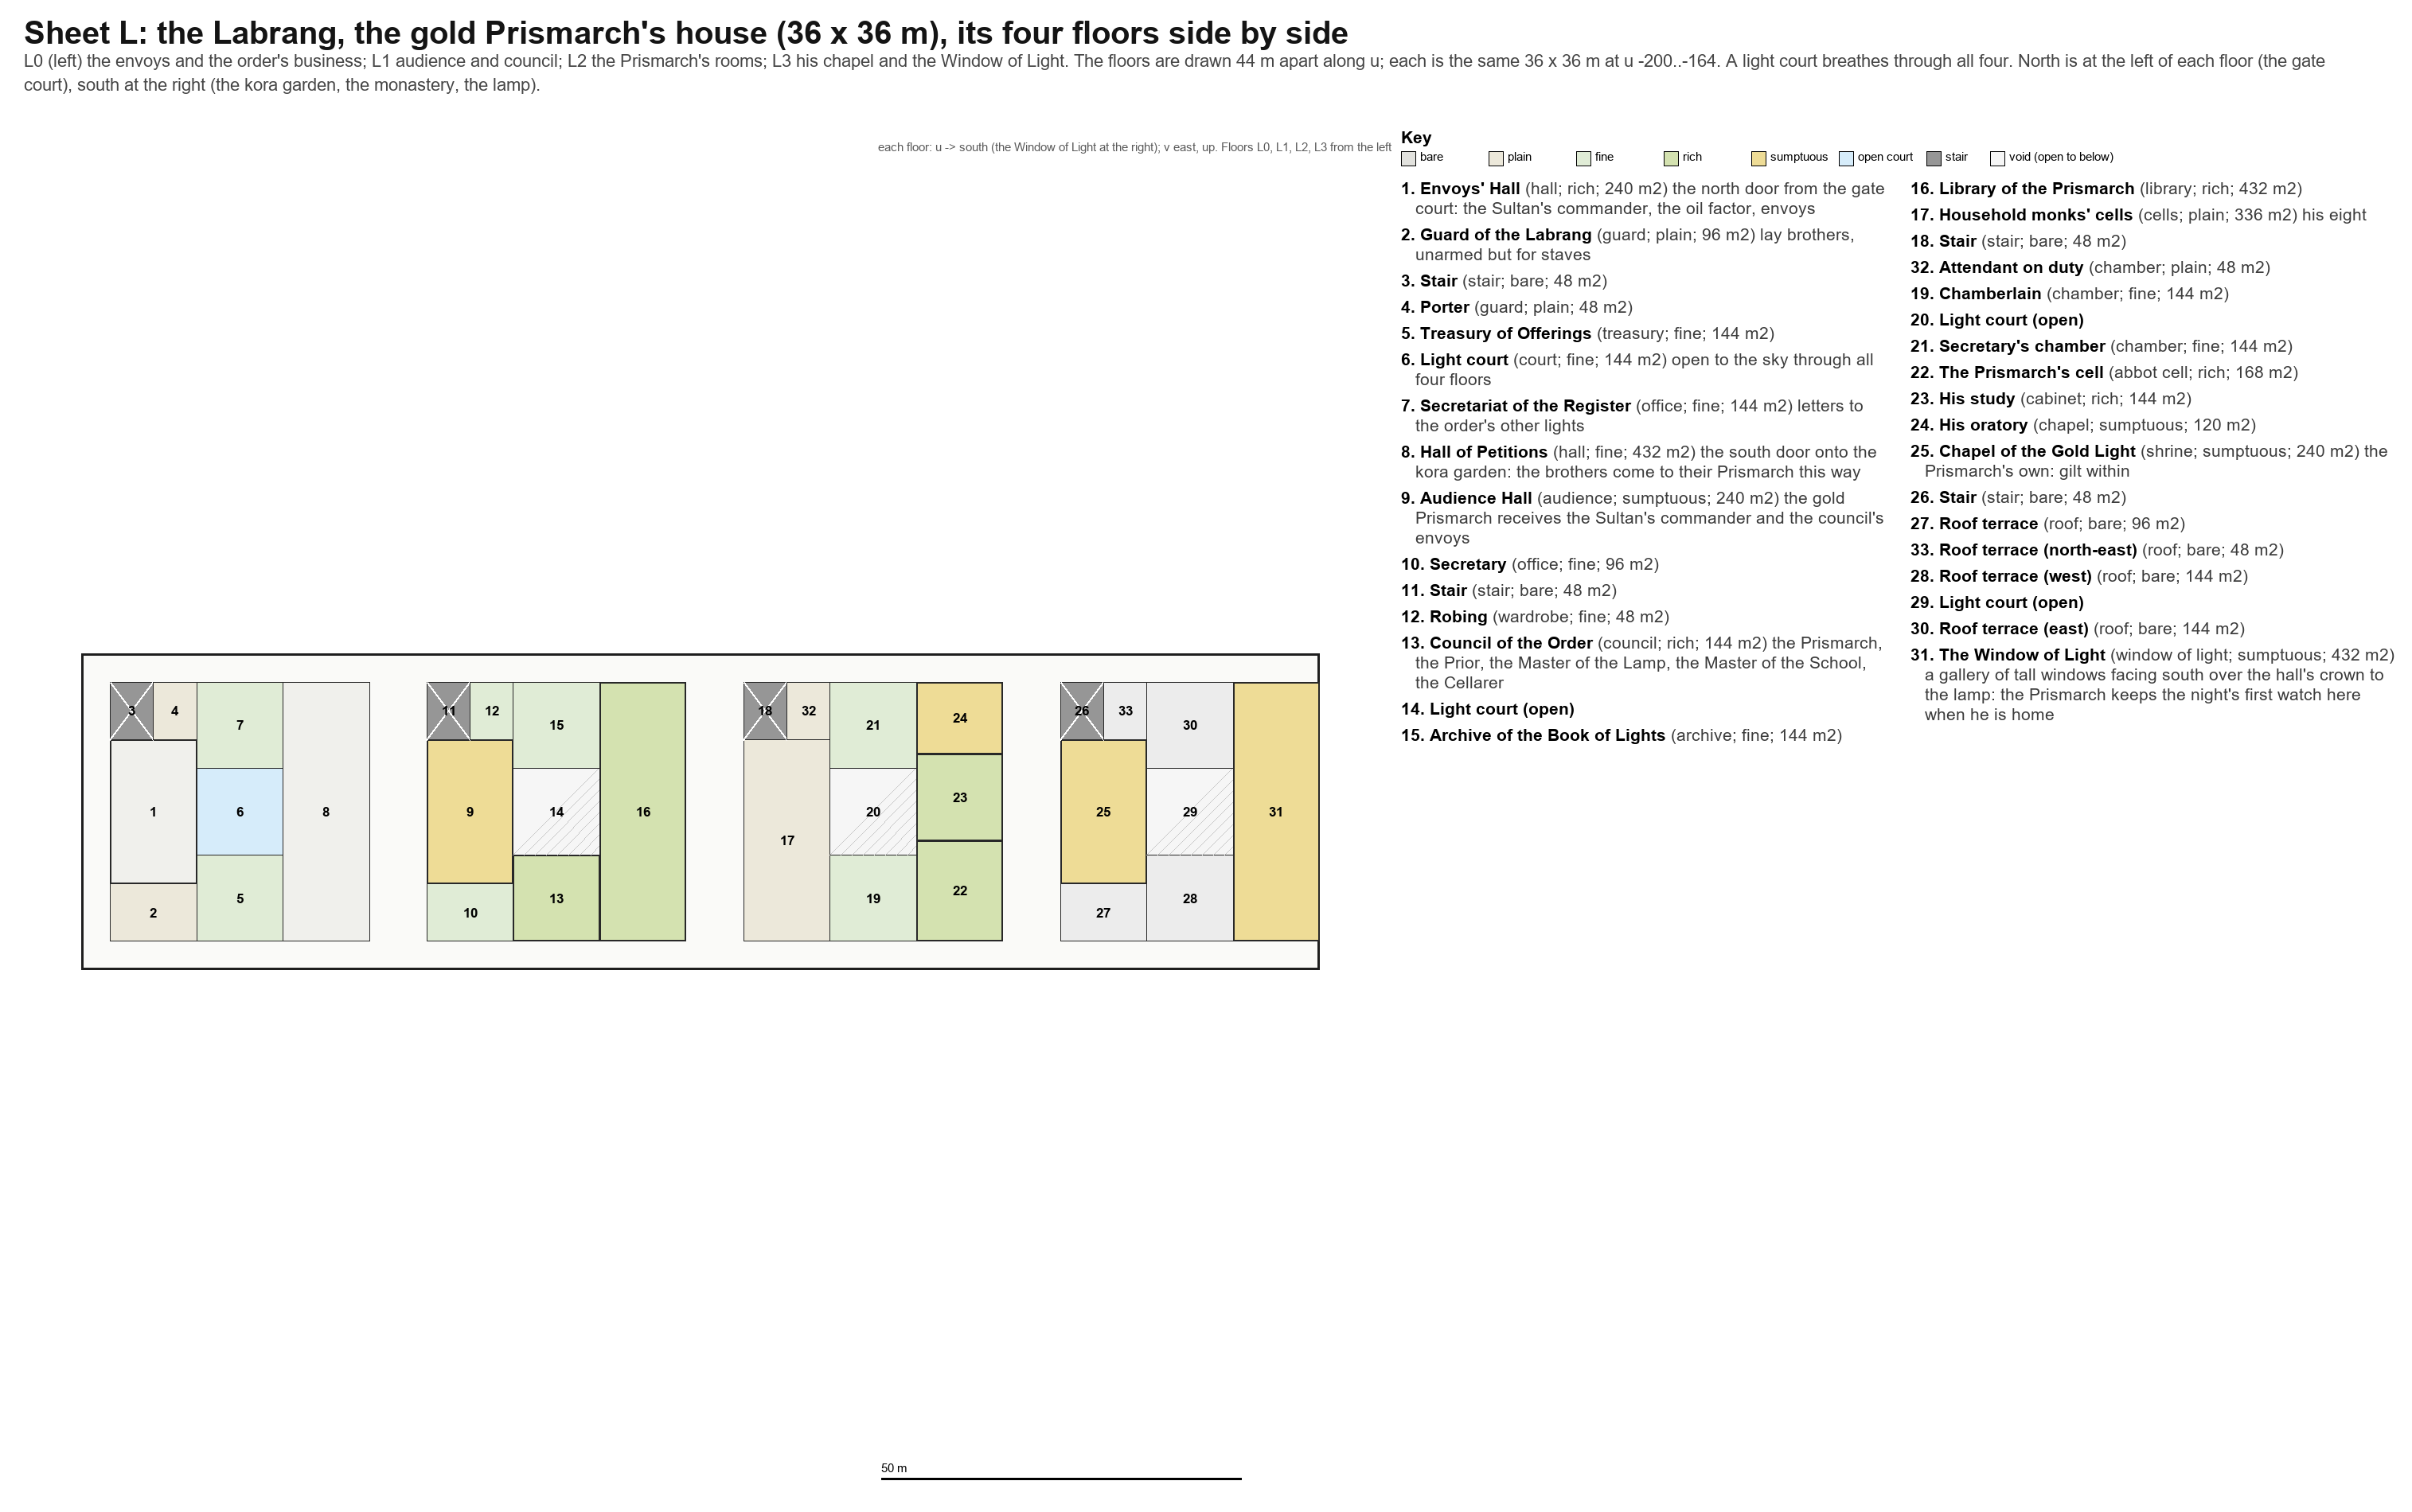 Sheet L: the Labrang, the gold Prismarch's house (36 x 36 m), its four floors side by side
L0 (left) the envoys and the order's business; L1 audience and council; L2 the Prismarch's rooms; L3 his chapel and the Window of Light. The floors are drawn 44 m apart along u; each is the same 36 x 36 m at u -200..-164. A light court breathes through all four. North is at the left of each floor (the gate
court), south at the right (the kora garden, the monastery, the lamp).
each floor: u -> south (the Window of Light at the right); v east, up. Floors L0, L1, L2, L3 from the left
Key
bare plain fine rich sumptuous open court stair void (open to below)
1. Envoys' Hall (hall; rich; 240 m2) the north door from the gate
court: the Sultan's commander, the oil factor, envoys
2. Guard of the Labrang (guard; plain; 96 m2) lay brothers,
unarmed but for staves
3. Stair (stair; bare; 48 m2)
4. Porter (guard; plain; 48 m2)
5. Treasury of Offerings (treasury; fine; 144 m2)
6. Light court (court; fine; 144 m2) open to the sky through all
four floors
7. Secretariat of the Register (office; fine; 144 m2) letters to
the order's other lights
8. Hall of Petitions (hall; fine; 432 m2) the south door onto the
kora garden: the brothers come to their Prismarch this way
9. Audience Hall (audience; sumptuous; 240 m2) the gold
Prismarch receives the Sultan's commander and the council's
envoys
10. Secretary (office; fine; 96 m2)
11. Stair (stair; bare; 48 m2)
12. Robing (wardrobe; fine; 48 m2)
13. Council of the Order (council; rich; 144 m2) the Prismarch,
the Prior, the Master of the Lamp, the Master of the School,
the Cellarer
14. Light court (open)
15. Archive of the Book of Lights (archive; fine; 144 m2)
16. Library of the Prismarch (library; rich; 432 m2)
17. Household monks' cells (cells; plain; 336 m2) his eight
18. Stair (stair; bare; 48 m2)
32. Attendant on duty (chamber; plain; 48 m2)
19. Chamberlain (chamber; fine; 144 m2)
20. Light court (open)
21. Secretary's chamber (chamber; fine; 144 m2)
22. The Prismarch's cell (abbot cell; rich; 168 m2)
23. His study (cabinet; rich; 144 m2)
24. His oratory (chapel; sumptuous; 120 m2)
25. Chapel of the Gold Light (shrine; sumptuous; 240 m2) the
Prismarch's own: gilt within
26. Stair (stair; bare; 48 m2)
27. Roof terrace (roof; bare; 96 m2)
33. Roof terrace (north-east) (roof; bare; 48 m2)
28. Roof terrace (west) (roof; bare; 144 m2)
29. Light court (open)
30. Roof terrace (east) (roof; bare; 144 m2)
31. The Window of Light (window of light; sumptuous; 432 m2)
a gallery of tall windows facing south over the hall's crown to
the lamp: the Prismarch keeps the night's first watch here
when he is home
3 4 7 11 12 15 18 32 21 24 26 33 30
1 6 8 9 14 16 17 20 23 25 29 31
2 5 10 13 19 22 27 28
50 m